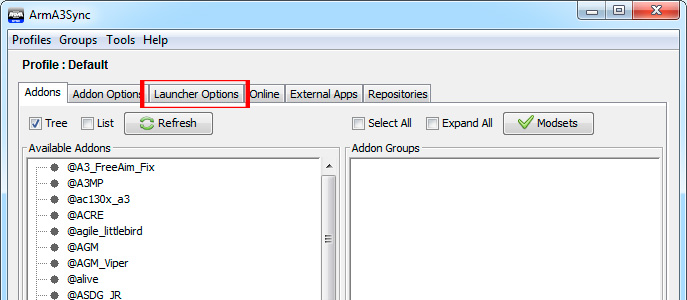 ArmA3Sync
Profiles Groups Tools Help
Profile : Default
Addons Addon Options Launcher Options Online External Apps Repositories
Tree List Refresh Select All Expand All Modsets
Available Addons Addon Groups
@A3_FreeAim_Fix
@A3MP
@ac130x_a3
@ACRE
@agile_littlebird
@AGM
@AGM_Viper
@alive
@ASDG_JR